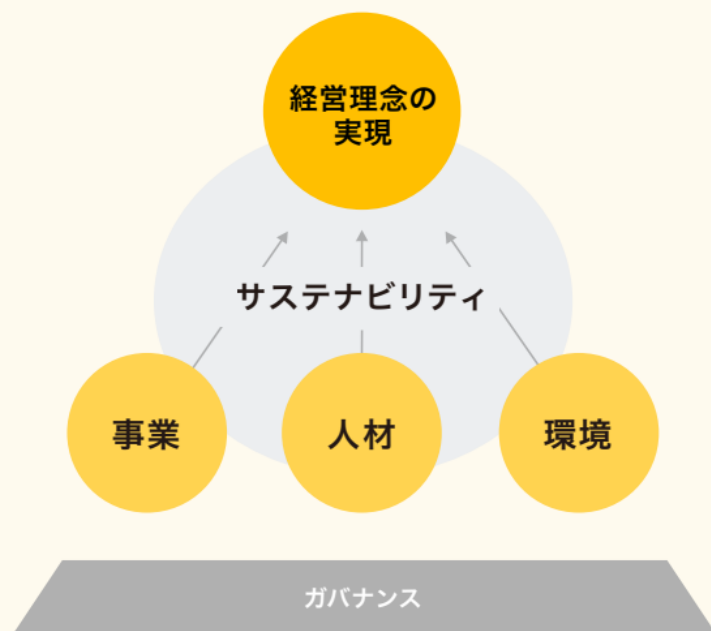 経営理念の
実現
サステナビリティ
事業
人材
環境
ガバナンス